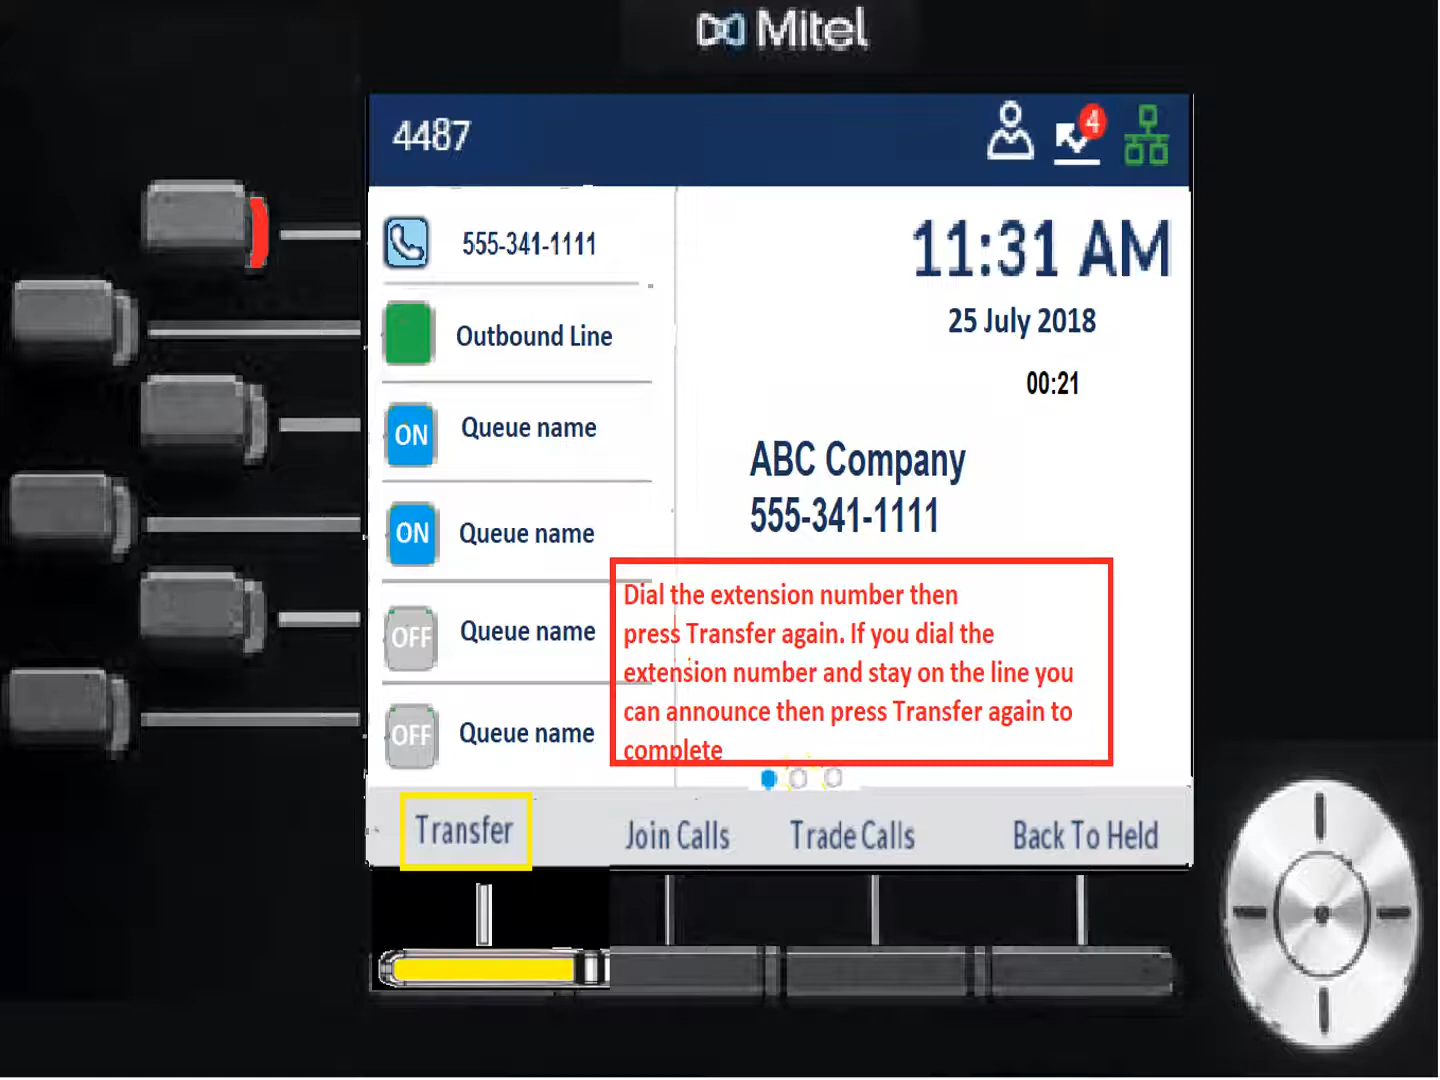 Mitel
4487
4
555-341-1111
11:31 AM
Outbound Line
25 July 2018
00:21
ON Queue name
ABC Company
555-341-1111
ON Queue name
OFF Queue name
OFF Queue name
Dial the extension number then
press Transfer again. If you dial the
extension number and stay on the line you
can announce then press Transfer again to
complete
Transfer
Join Calls
Trade Calls
Back To Held